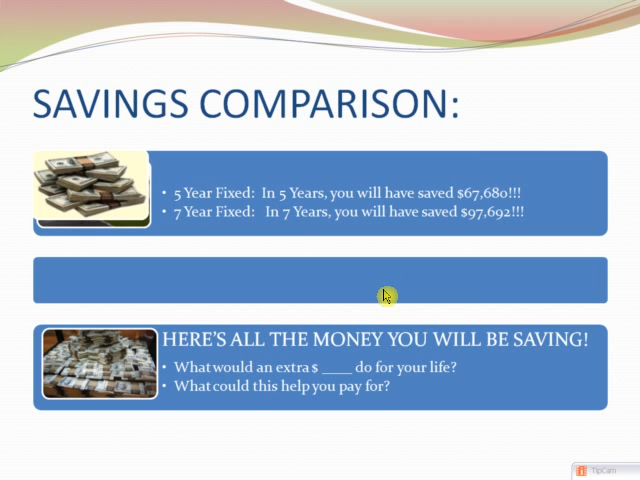 SAVINGS COMPARISON:
• 5 Year Fixed: In 5 Years, you will have saved $67,680!!!
• 7 Year Fixed: In 7 Years, you will have saved $97,692!!!
HERE'S ALL THE MONEY YOU WILL BE SAVING!
• What would an extra $ ____ do for your life?
• What could this help you pay for?
TipCam